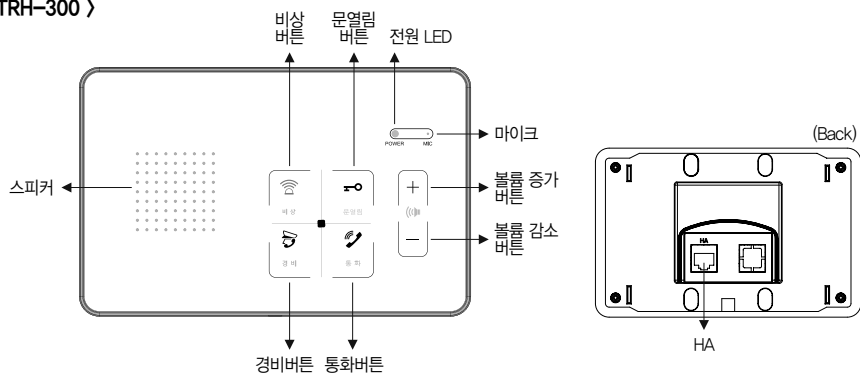 TRH-300 〉
비상
버튼
문열림
버튼
전원 LED
POWER
MIC
마이크
스피커
비 상
문열림
볼륨 증가
버튼
볼륨 감소
버튼
경 비
통 화
경비버튼
통화버튼
(Back)
HA
HA